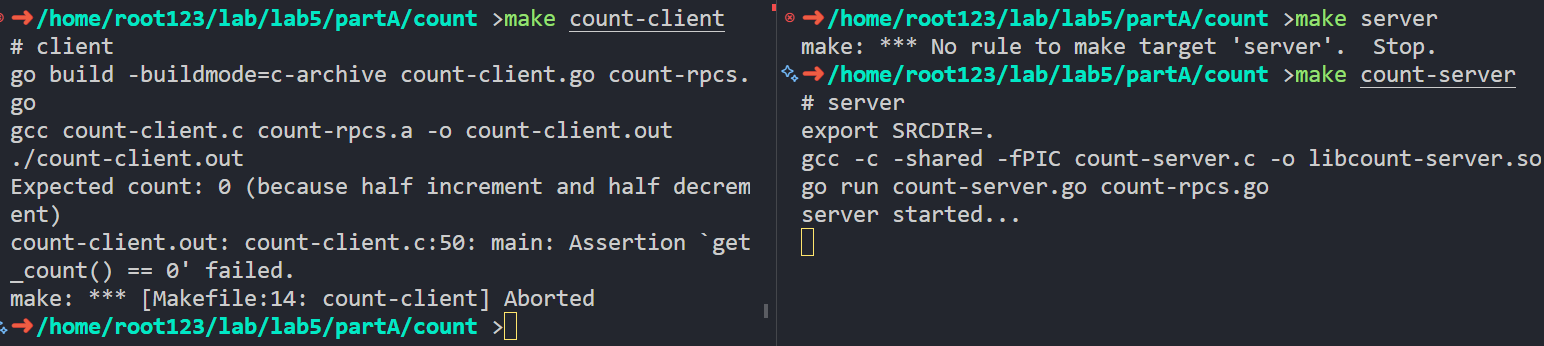 ➜/home/root123/lab/lab5/partA/count >make count-client
# client
go build -buildmode=c-archive count-client.go count-rpcs.
go
gcc count-client.c count-rpcs.a -o count-client.out
./count-client.out
Expected count: 0 (because half increment and half decrem
ent)
count-client.out: count-client.c:50: main: Assertion `get
_count() == 0' failed.
make: *** [Makefile:14: count-client] Aborted
➜/home/root123/lab/lab5/partA/count >
➜/home/root123/lab/lab5/partA/count >make server
make: *** No rule to make target 'server'.  Stop.
➜/home/root123/lab/lab5/partA/count >make count-server
# server
export SRCDIR=.
gcc -c -shared -fPIC count-server.c -o libcount-server.so
go run count-server.go count-rpcs.go
server started...